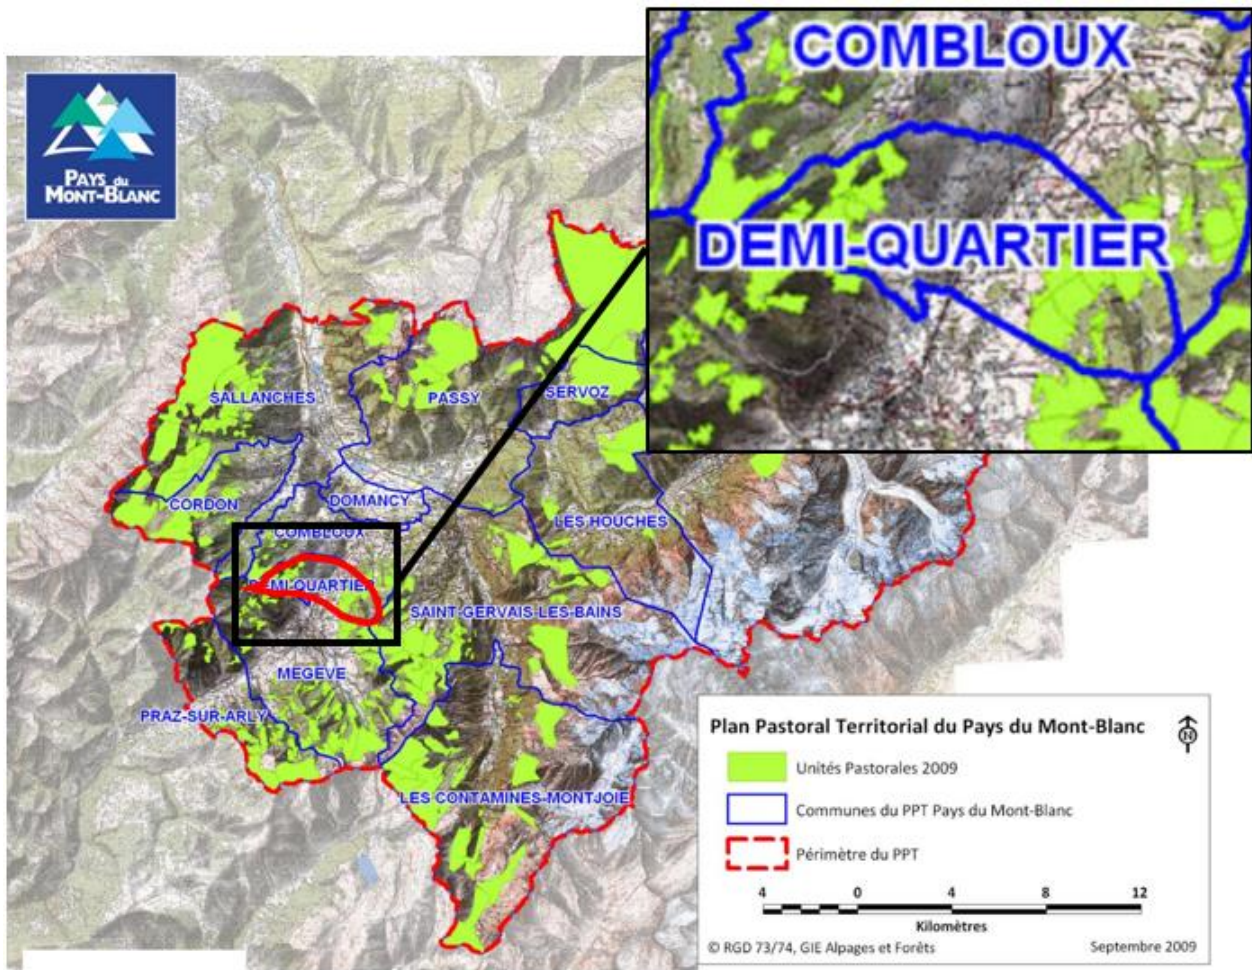 PAYS du
MONT-BLANC
COMBLOUX
DEMI-QUARTIER
SALLANCHES
PASSY
SERVOZ
CORDON
DOMANCY
LES HOUCHES
COMBLOUX
DEMI-QUARTIER
SAINT-GERVAIS-LES-BAINS
MEGEVE
PRAZ-SUR-ARLY
LES CONTAMINES-MONTJOIE
Plan Pastoral Territorial du Pays du Mont-Blanc
N
Unités Pastorales 2009
Communes du PPT Pays du Mont-Blanc
Périmètre du PPT
4 0 4 8 12
Kilomètres
© RGD 73/74, GIE Alpages et Forêts Septembre 2009